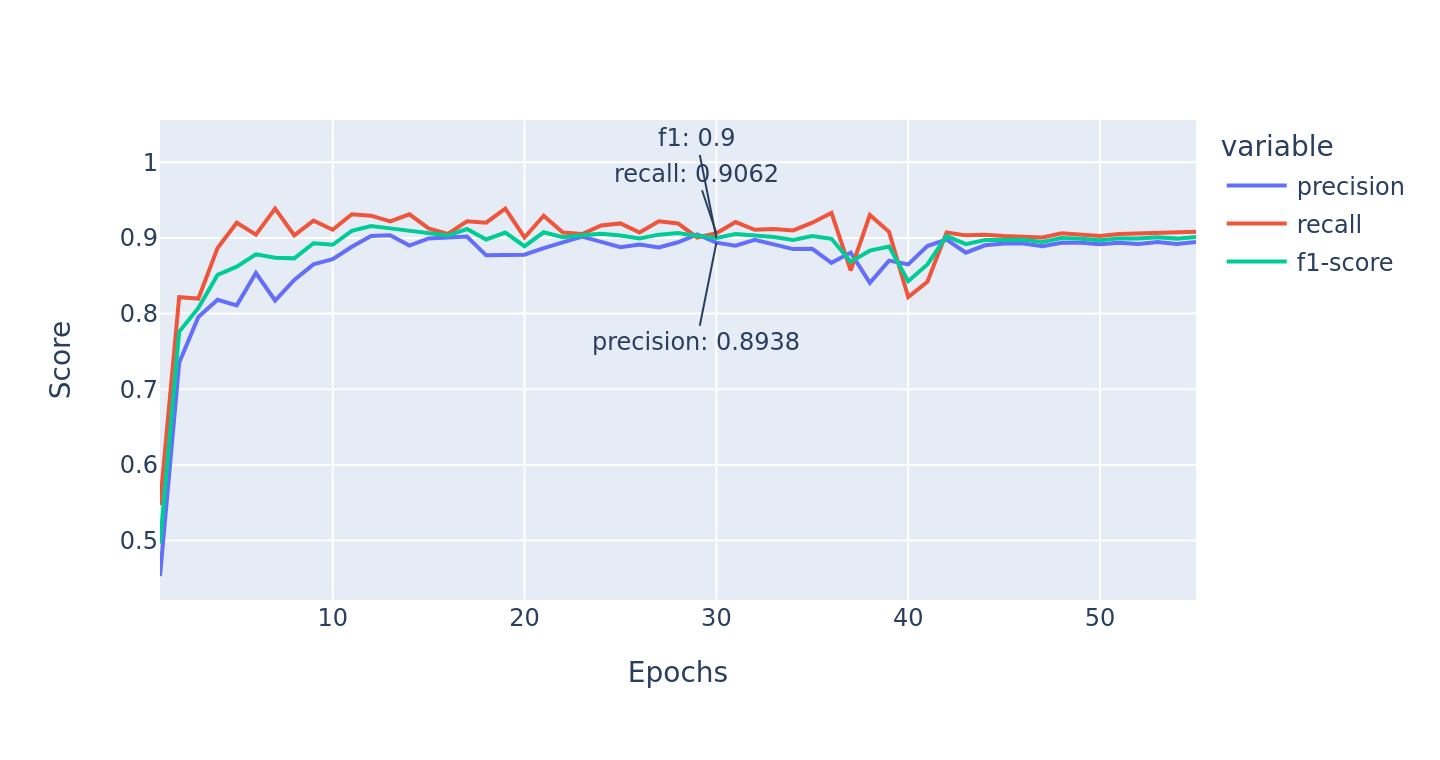 f1: 0.9
recall: 0.9062
precision: 0.8938
1
0.9
0.8
0.7
0.6
0.5
Score
10 20 30 40 50
Epochs
variable
precision
recall
f1-score